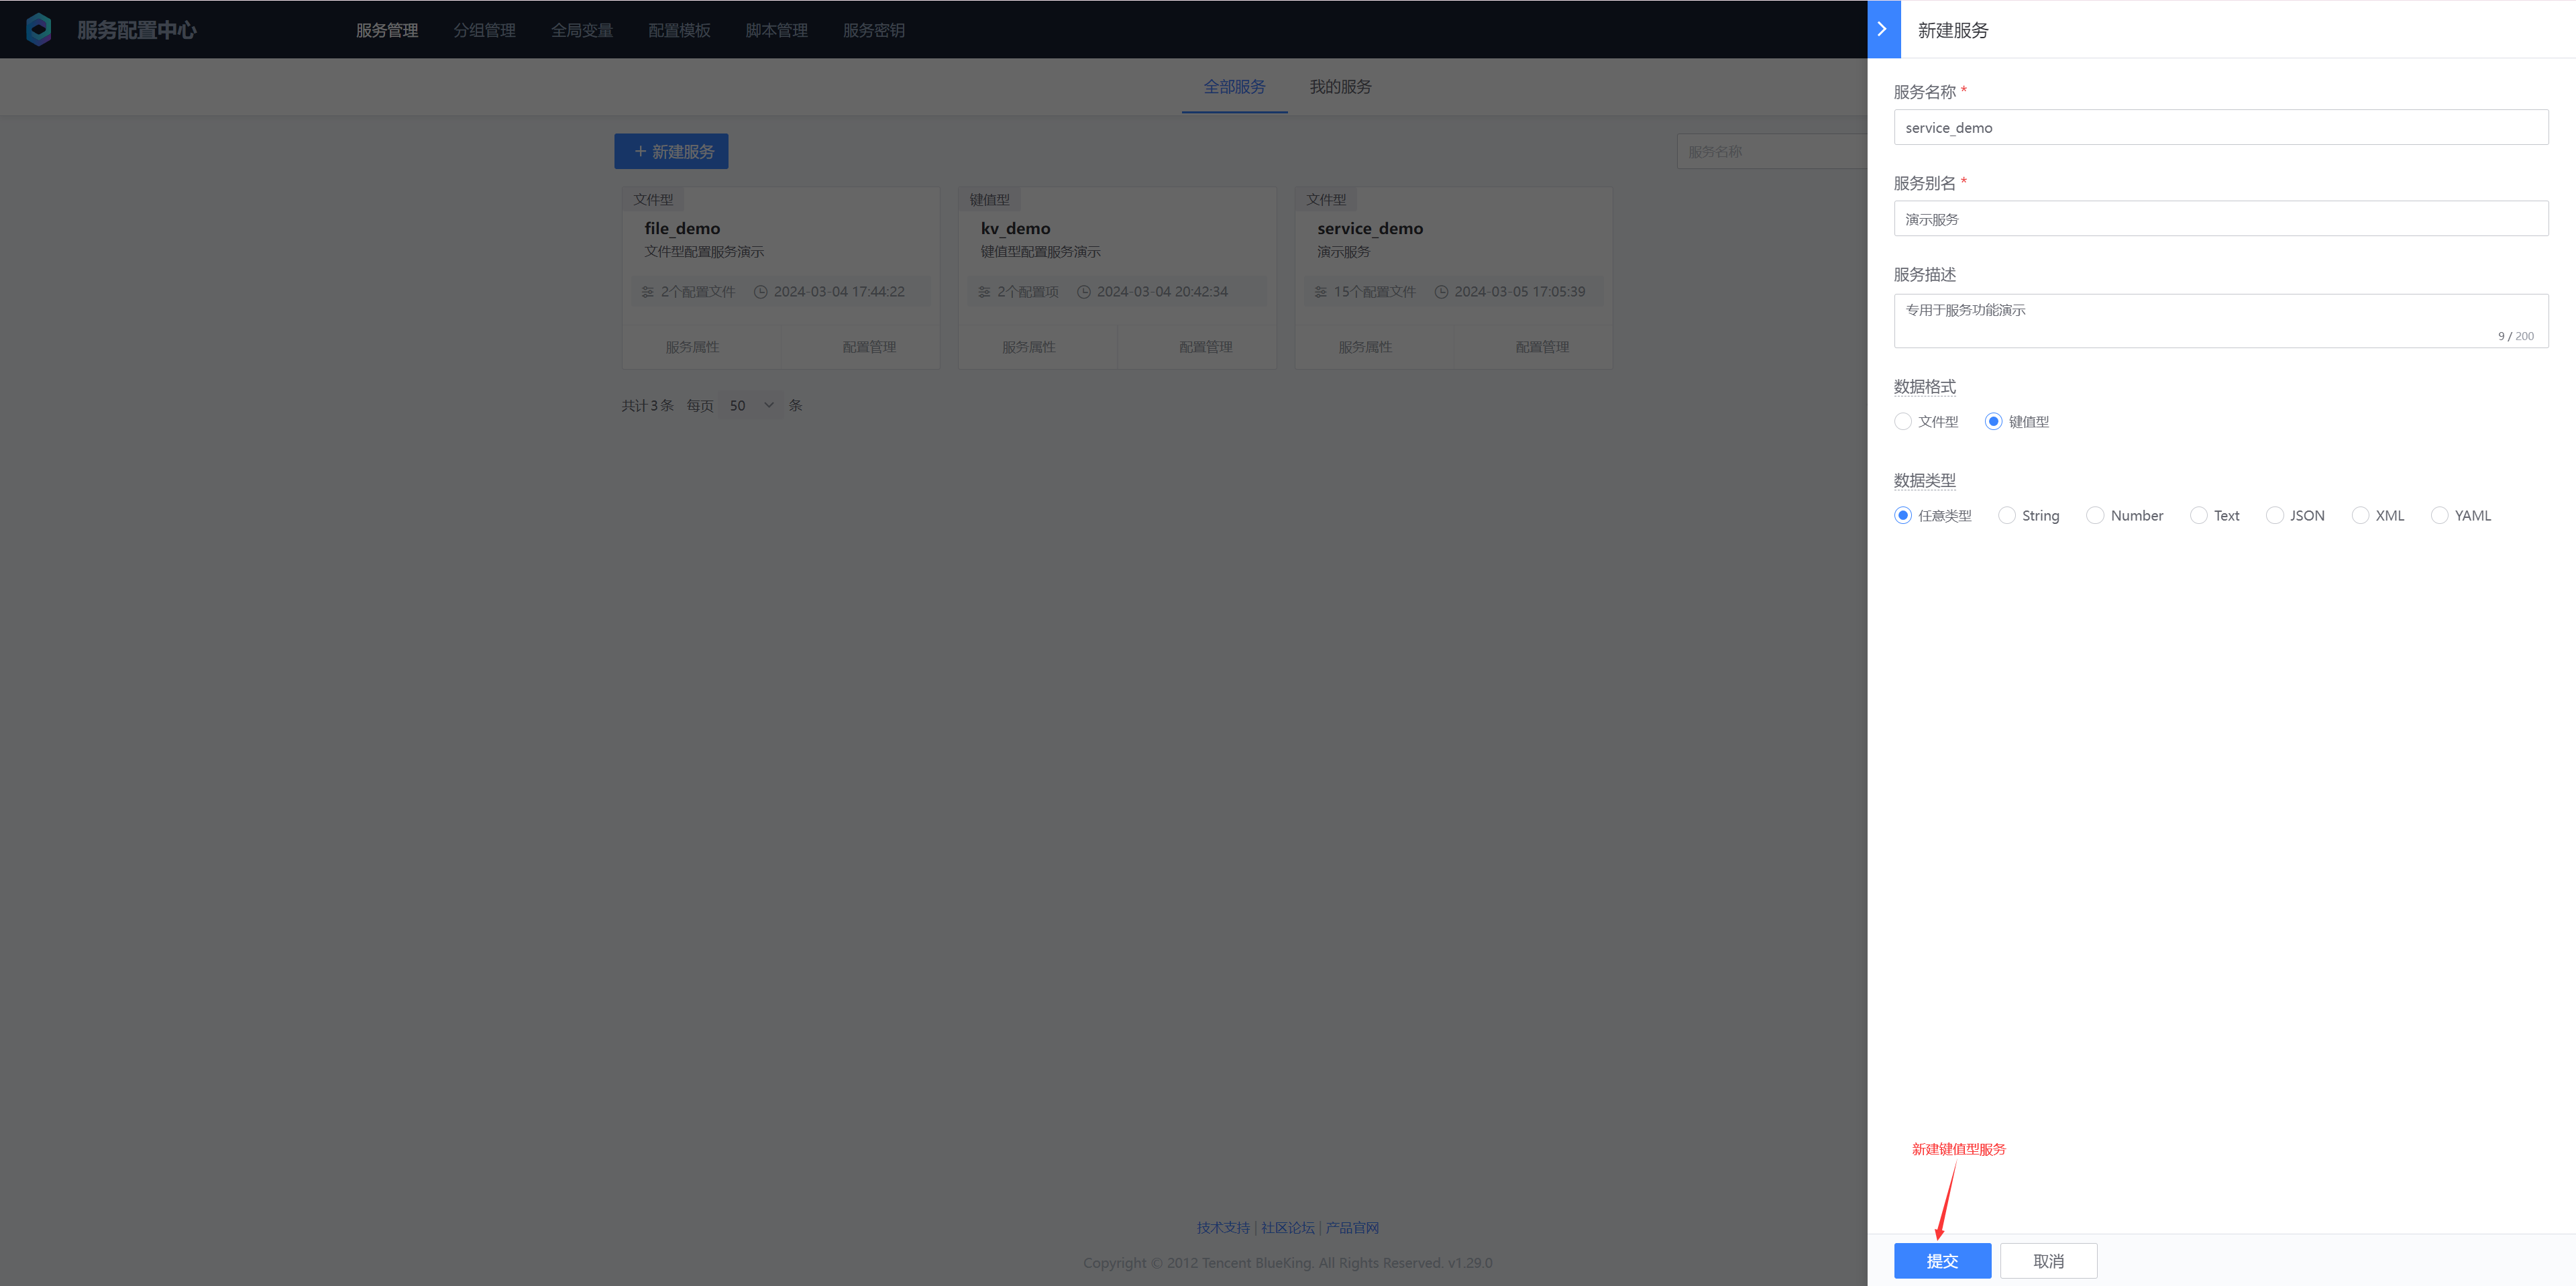 服务配置中心 服务管理 分组管理 全局变量 配置模板 脚本管理 服务密钥
全部服务 我的服务
+ 新建服务 服务名称
文件型
file_demo
文件型配置服务演示
2个配置文件 2024-03-04 17:44:22
服务属性 配置管理
键值型
kv_demo
键值型配置服务演示
2个配置项 2024-03-04 20:42:34
服务属性 配置管理
文件型
service_demo
演示服务
15个配置文件 2024-03-05 17:05:39
服务属性 配置管理
共计3条 每页 50 条
技术支持 | 社区论坛 | 产品官网
Copyright © 2012 Tencent BlueKing. All Rights Reserved. v1.29.0
新建服务
服务名称 *
service_demo
服务别名 *
演示服务
服务描述
专用于服务功能演示
9 / 200
数据格式
文件型 键值型
数据类型
任意类型 String Number Text JSON XML YAML
新建键值型服务
提交 取消